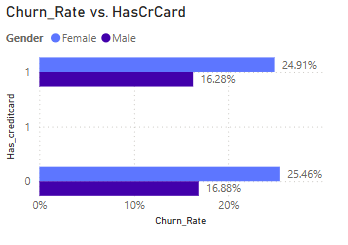 Churn_Rate vs. HasCrCard
Gender Female Male
1
24.91%
16.28%
1
0
25.46%
16.88%
0% 10% 20%
Has_creditcard
Churn_Rate